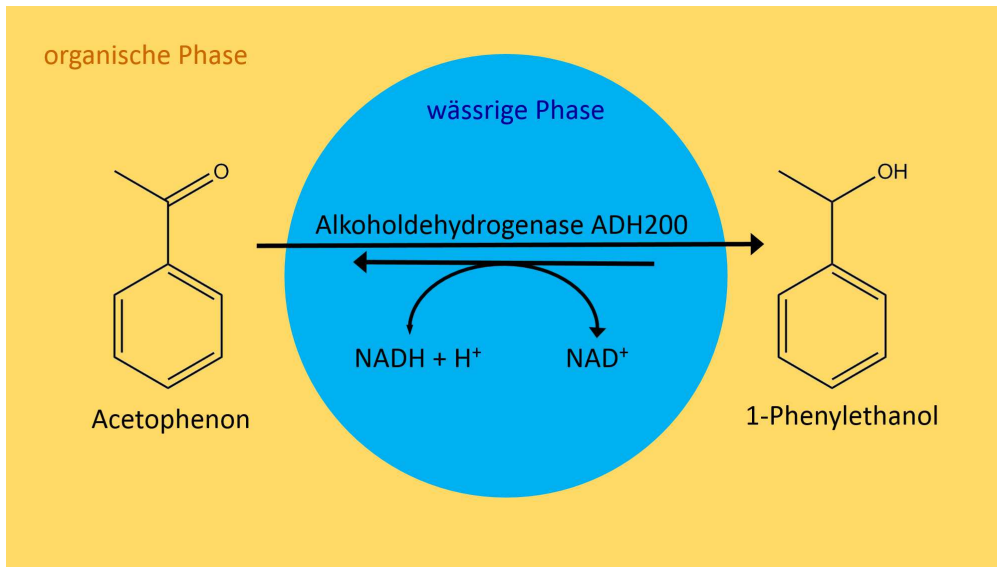 organische Phase
wässrige Phase
O
OH
Alkoholdehydrogenase ADH200
NADH + H⁺
NAD⁺
Acetophenon
1-Phenylethanol